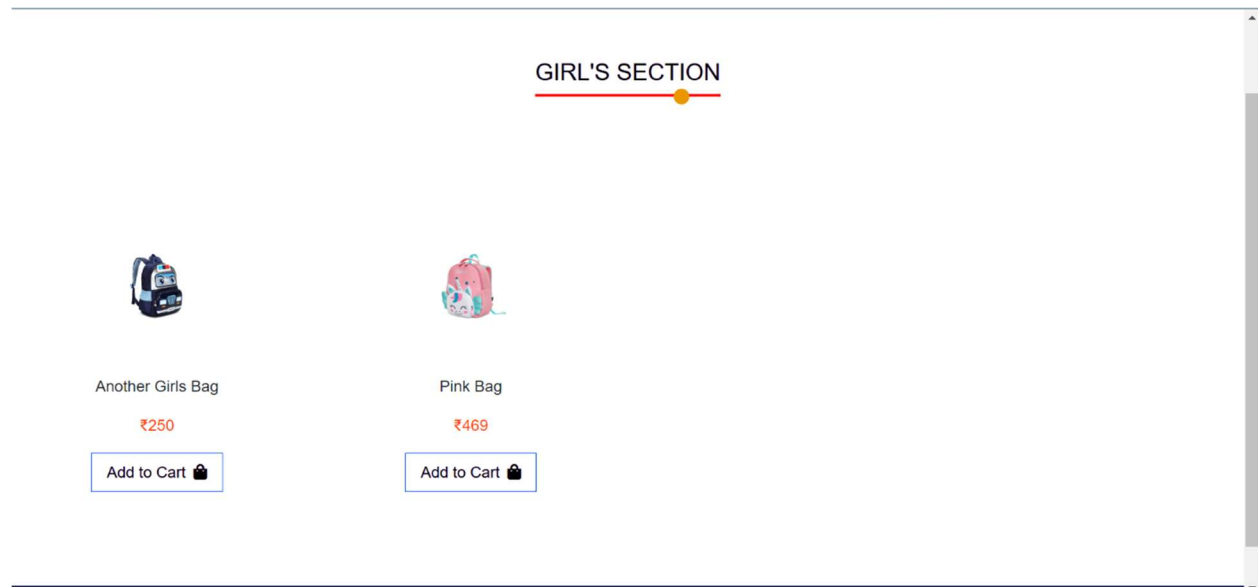 GIRL'S SECTION
Another Girls Bag
₹250
Add to Cart
Pink Bag
₹469
Add to Cart